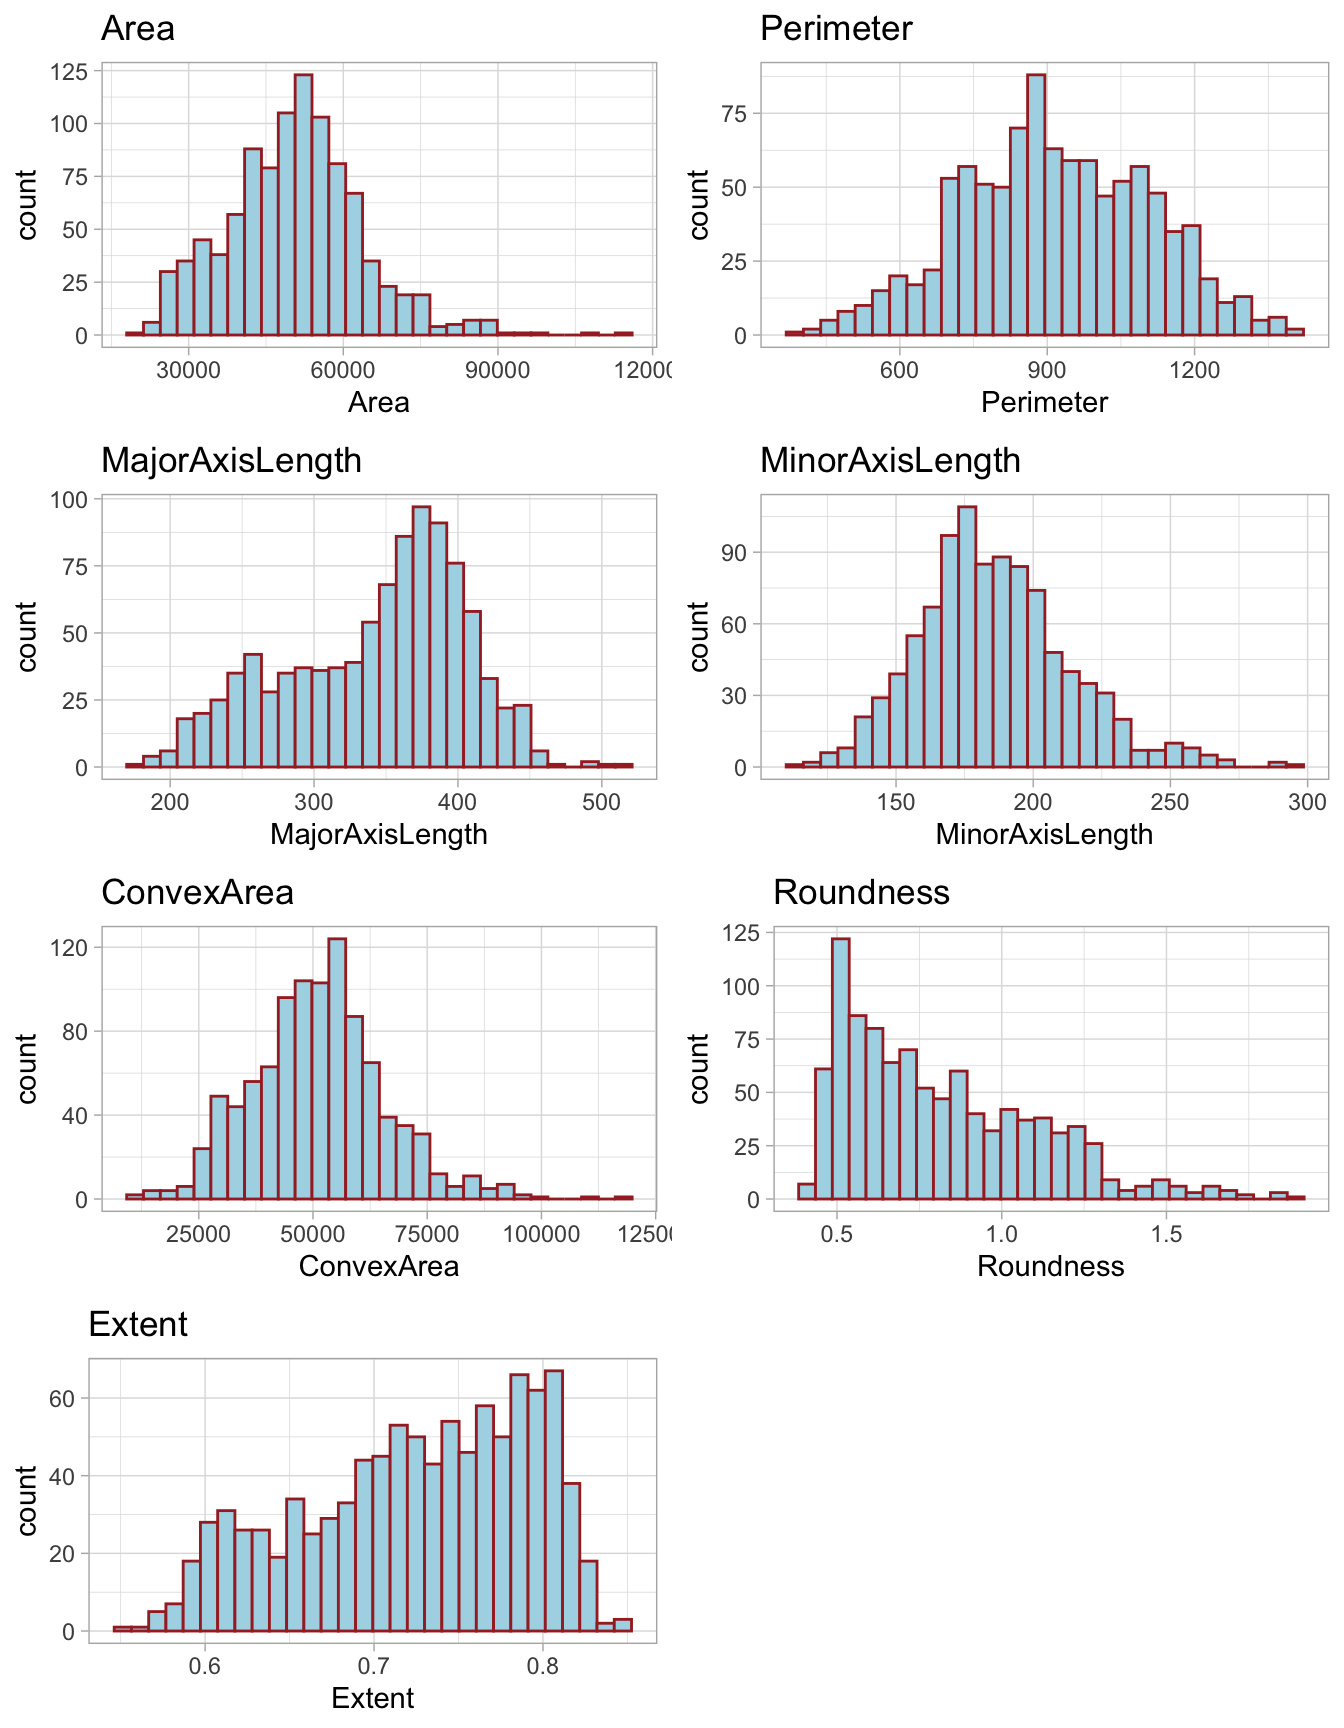 Area
count
125
100
75
50
25
0
30000 60000 90000
Area
Perimeter
count
75
50
25
0
600 900 1200
Perimeter
MajorAxisLength
count
100
75
50
25
0
200 300 400 500
MajorAxisLength
MinorAxisLength
count
90
60
30
0
150 200 250 300
MinorAxisLength
ConvexArea
count
120
80
40
0
25000 50000 75000 100000
ConvexArea
Roundness
count
125
100
75
50
25
0
0.5 1.0 1.5
Roundness
Extent
count
60
40
20
0
0.6 0.7 0.8
Extent